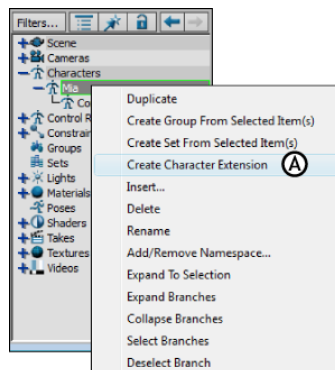 Filters...
Scene
Cameras
Characters
Mia
Co
Control R
Constrain
Groups
Sets
Lights
Materials
Poses
Shaders
Takes
Textures
Videos
Duplicate
Create Group From Selected Item(s)
Create Set From Selected Item(s)
Create Character Extension A
Insert...
Delete
Rename
Add/Remove Namespace...
Expand To Selection
Expand Branches
Collapse Branches
Select Branches
Deselect Branch